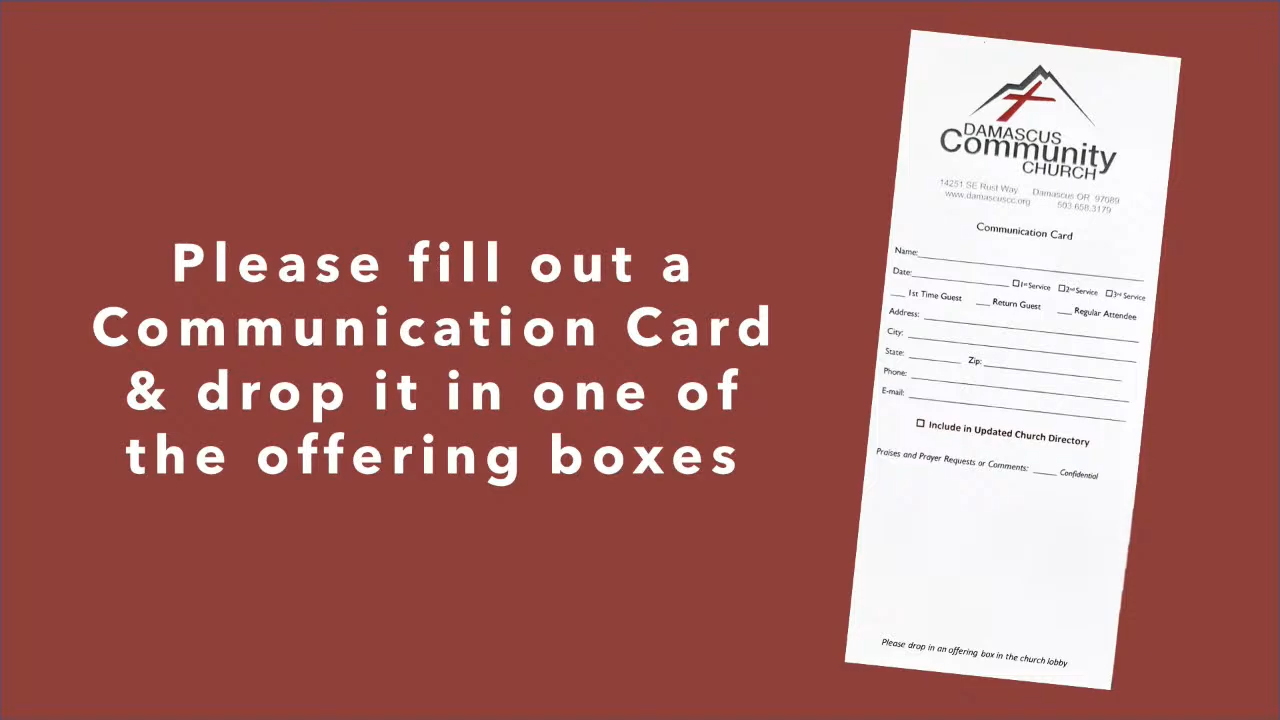 Please fill out a
Communication Card
& drop it in one of
the offering boxes
DAMASCUS
Community
CHURCH
14251 SE Rust Way Damascus OR 97089
www.damascuscc.org 503.658.3179
Communication Card
Name:
Date: 1st Service 2nd Service 3rd Service
1st Time Guest Return Guest Regular Attendee
Address:
City:
State: Zip:
Phone:
E-mail:
Include in Updated Church Directory
Praises and Prayer Requests or Comments: Confidential
Please drop in an offering box in the church lobby